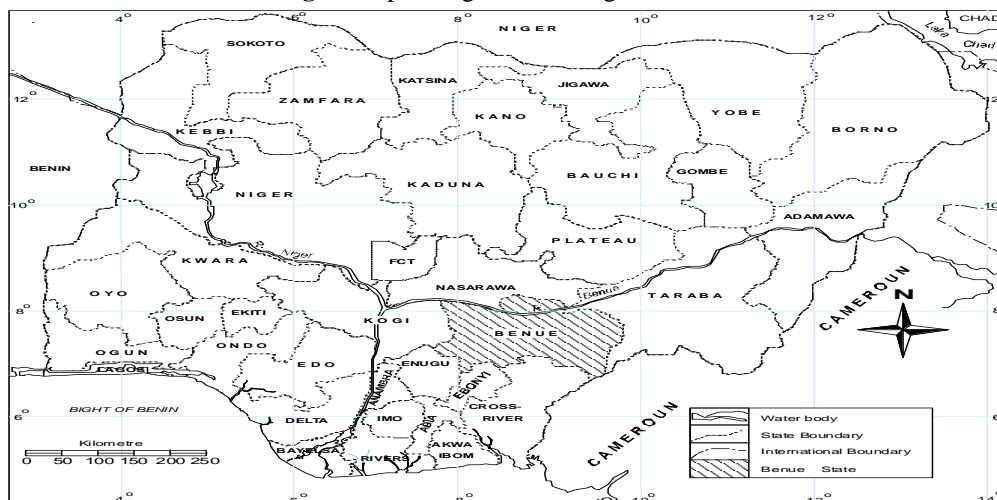 4° 6° 8° 10° 12°
NIGER
CHAD
Lake
Chad
SOKOTO
KATSINA
JIGAWA
ZAMFARA
12°
KANO
YOBE
BORNO
KEBBI
BENIN
NIGER
KADUNA
BAUCHI
GOMBE
10°
ADAMAWA
PLATEAU
R. Niger
KWARA
FCT
NASARAWA
R. Benue
TARABA
OYO
8°
KOGI
BENUE
OSUN
EKITI
ONDO
OGUN
LAGOS
EDO
ENUGU
ANAMBRA
EBONYI
CROSS-
RIVER
6°
BIGHT OF BENIN
DELTA
IMO
ABIA
AKWA
IBOM
BAYELSA
RIVERS
CAMEROUN
CAMEROUN
N
Kilometre
0 50 100 150 200 250
Water body
State Boundary
International Boundary
Benue State
4° 6° 8° 10° 12° 14°